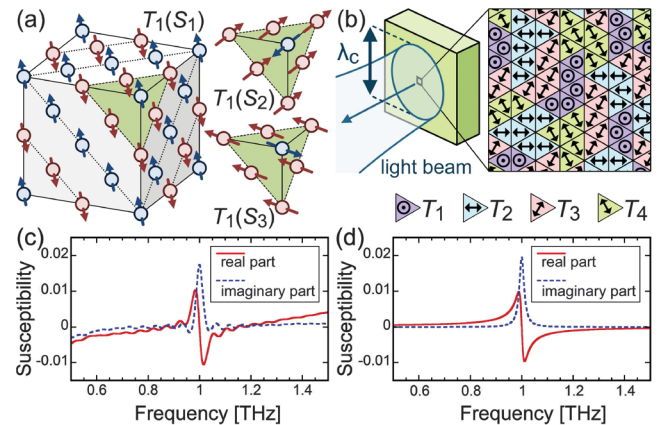 (a)
T₁(S₁)
T₁(S₂)
T₁(S₃)
(b)
λc
light beam
T₁
T₂
T₃
T₄
(c)
Susceptibility
0.02
0.01
0
-0.01
real part
imaginary part
0.6
0.8
1
1.2
1.4
Frequency [THz]
(d)
Susceptibility
0.02
0.01
0
-0.01
real part
imaginary part
0.6
0.8
1
1.2
1.4
Frequency [THz]